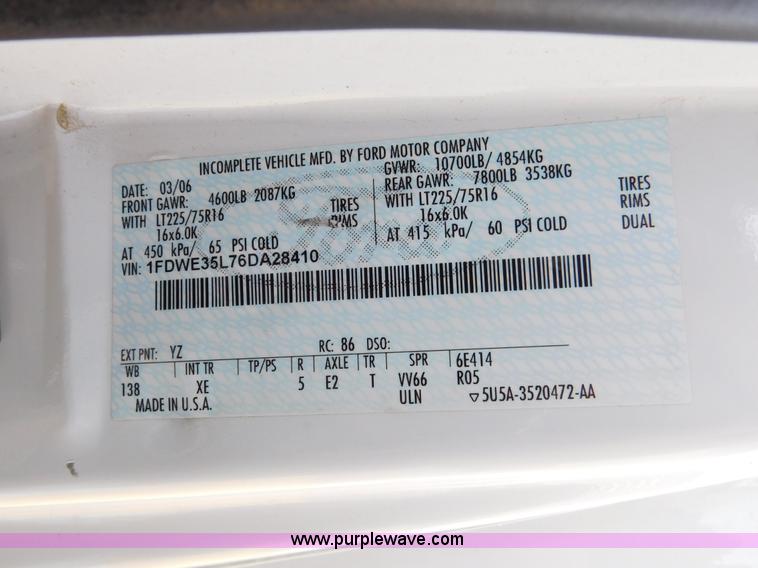 INCOMPLETE VEHICLE MFD. BY FORD MOTOR COMPANY
DATE: 03/06 GVWR: 10700LB/ 4854KG
FRONT GAWR: 4600LB 2087KG REAR GAWR: 7800LB 3538KG
WITH LT225/75R16 TIRES WITH LT225/75R16 TIRES
16x6.0K RIMS 16x6.0K RIMS
AT 450 kPa/ 65 PSI COLD AT 415 kPa/ 60 PSI COLD DUAL
VIN: 1FDWE35L76DA28410
EXT PNT: YZ RC: 86 DSO:
WB INT TR TP/PS R AXLE TR SPR 6E414
138 XE 5 E2 T VV66 R05
MADE IN U.S.A. ULN ▽5U5A-3520472-AA
www.purplewave.com